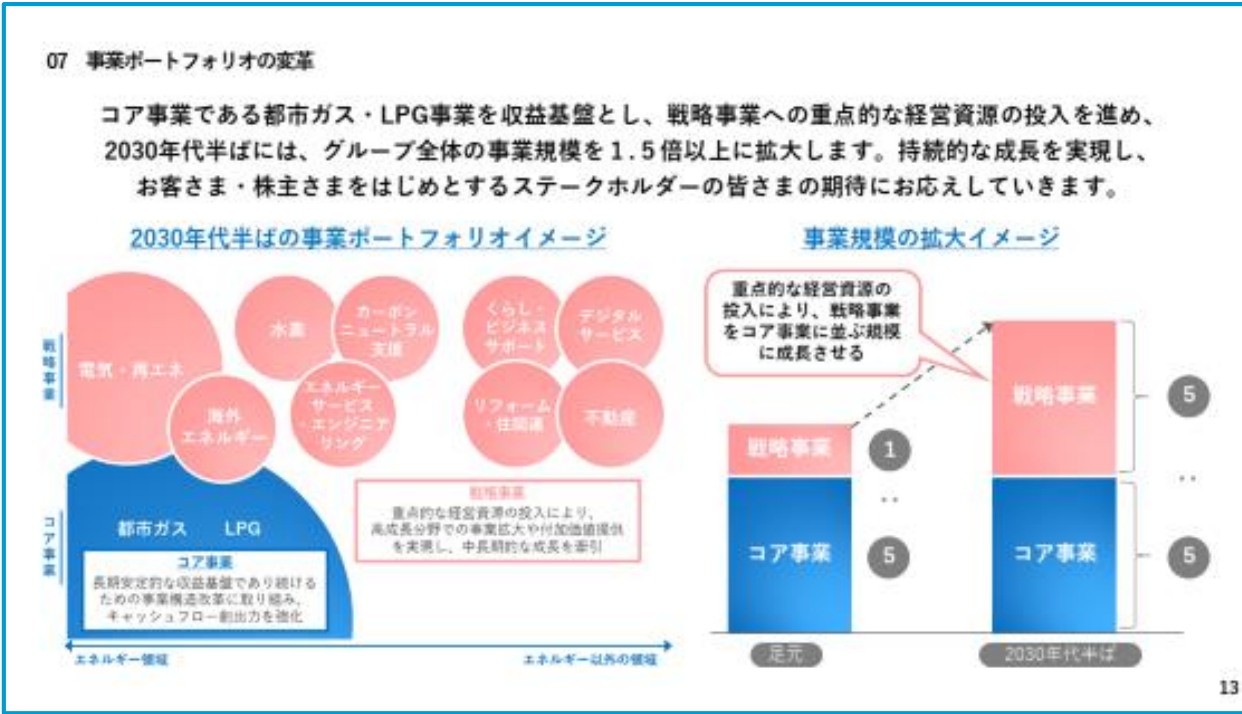 07 事業ポートフォリオの変革
コア事業である都市ガス・LPG事業を収益基盤とし、戦略事業への重点的な経営資源の投入を進め、
2030年代半ばには、グループ全体の事業規模を1.5倍以上に拡大します。持続的な成長を実現し、
お客さま・株主さまをはじめとするステークホルダーの皆さまの期待にお応えしていきます。
2030年代半ばの事業ポートフォリオイメージ
戦略事業
電気・再エネ
水素
カーボン
ニュートラル
支援
くらし・
ビジネス
サポート
デジタル
サービス
海外
エネルギー
エネルギー
サービス
・エンジニア
リング
リフォーム
・住関連
不動産
コア事業
都市ガス LPG
コア事業
長期安定的な収益基盤であり続ける
ための事業構造改革に取り組み、
キャッシュフロー創出力を強化
戦略事業
重点的な経営資源の投入により、
高成長分野での事業拡大や付加価値提供
を実現し、中長期的な成長を牽引
エネルギー領域
エネルギー以外の領域
事業規模の拡大イメージ
重点的な経営資源の
投入により、戦略事業
をコア事業に並ぶ規模
に成長させる
戦略事業
1
:
コア事業
5
足元
戦略事業
5
:
コア事業
5
2030年代半ば
13